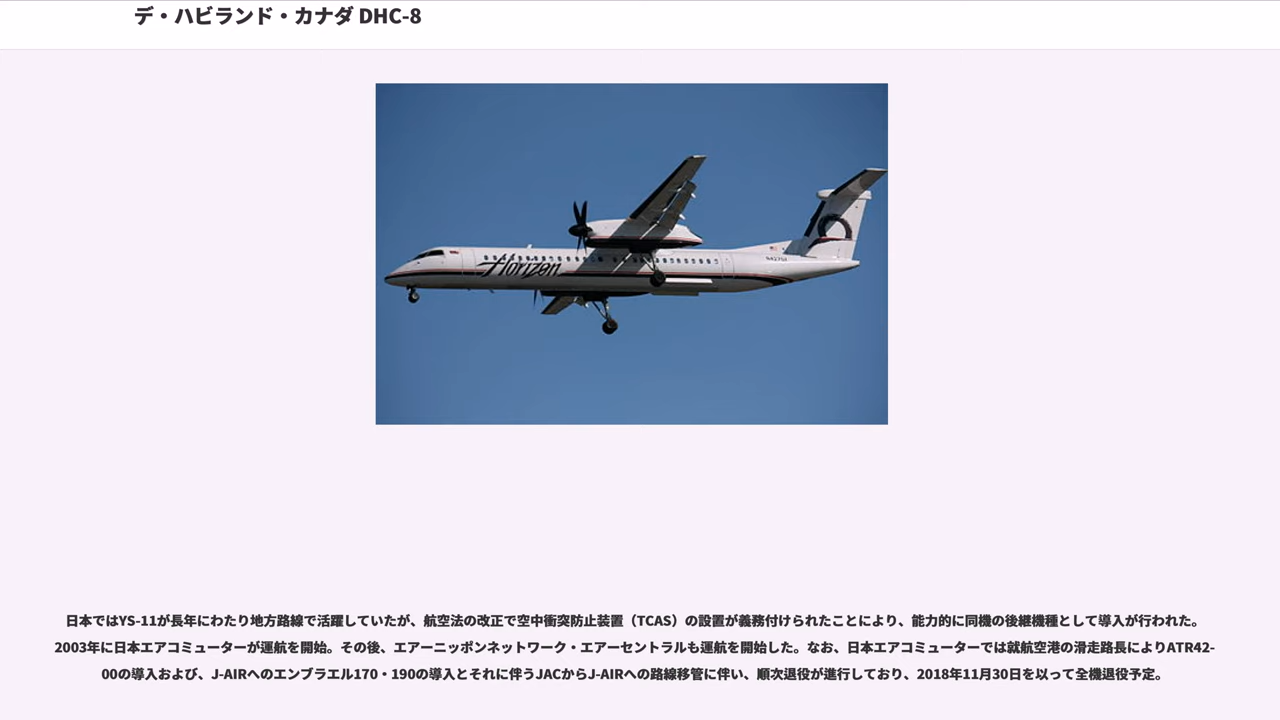 デ・ハビランド・カナダ DHC-8
Horizon
日本ではYS-11が長年にわたり地方路線で活躍していたが、航空法の改正で空中衝突防止装置（TCAS）の設置が義務付けられたことにより、能力的に同機の後継機種として導入が行われた。
2003年に日本エアコミューターが運航を開始。その後、エアーニッポンネットワーク・エアーセントラルも運航を開始した。なお、日本エアコミューターでは就航空港の滑走路長によりATR42-
00の導入および、J-AIRへのエンブラエル170・190の導入とそれに伴うJACからJ-AIRへの路線移管に伴い、順次退役が進行しており、2018年11月30日を以って全機退役予定。